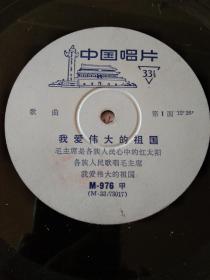 中国唱片
33⅓
歌曲 第1面
我爱伟大的祖国
毛主席是各族人民心中的红太阳
各族人民歌唱毛主席
我爱伟大的祖国
M-976 甲
(M-33/73017)